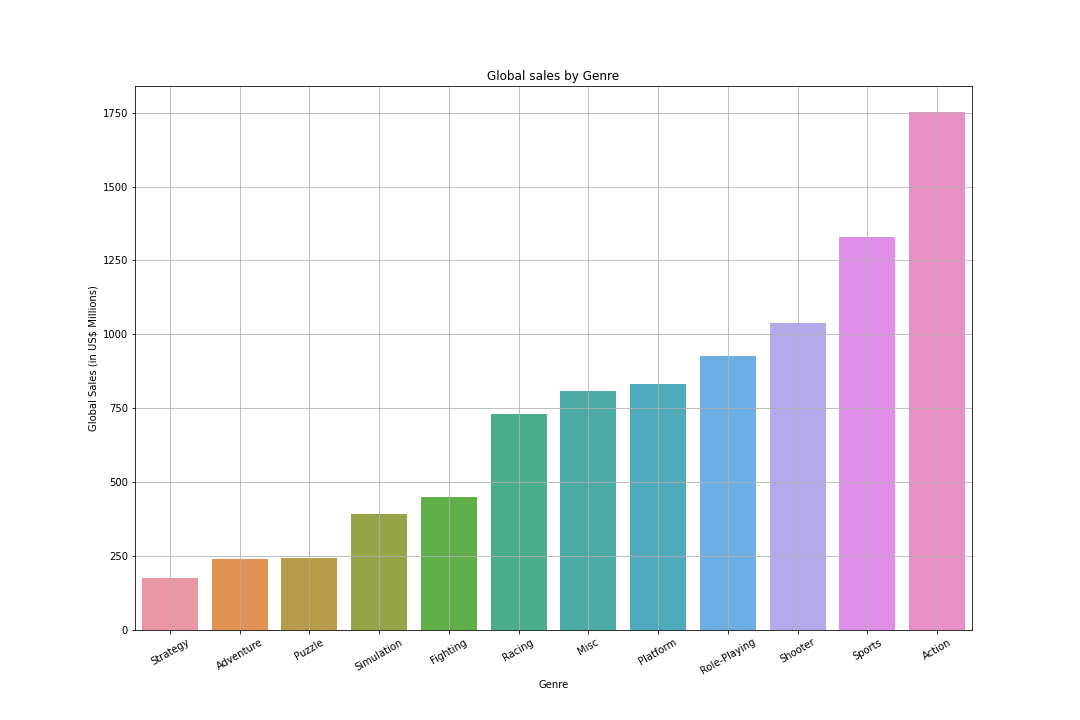 Global sales by Genre
1750
1500
1250
1000
750
500
250
0
Global Sales (in US$ Millions)
Strategy
Adventure
Puzzle
Simulation
Fighting
Racing
Misc
Platform
Role-Playing
Shooter
Sports
Action
Genre